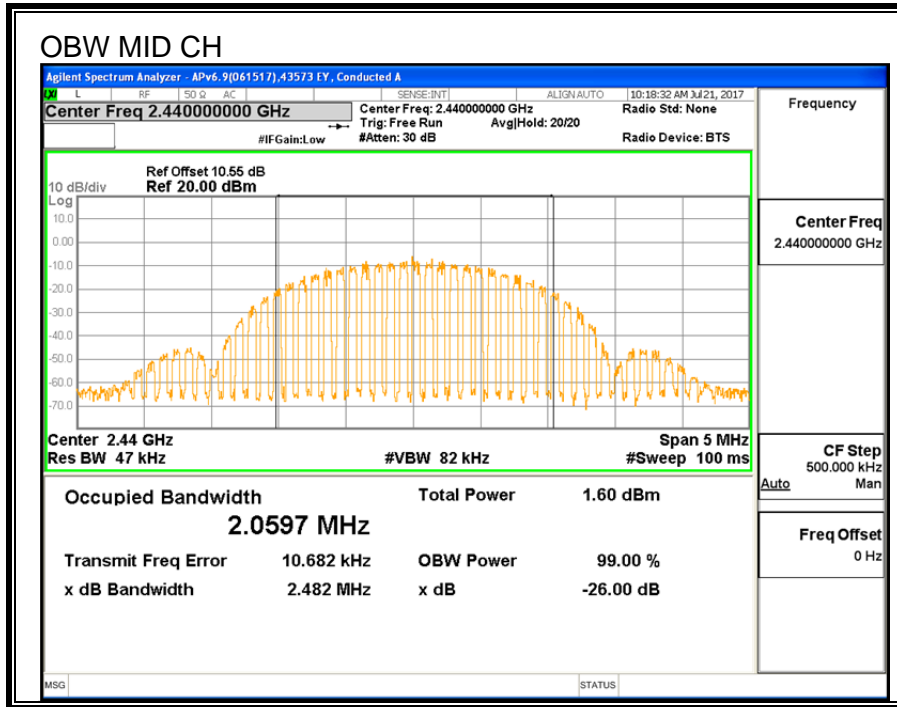 OBW MID CH
Agilent Spectrum Analyzer - APv6.9(061517),43573 EY, Conducted A
LXI L RF 50 Ω AC SENSE:INT ALIGN AUTO 10:18:32 AM Jul 21, 2017
Center Freq 2.440000000 GHz
Center Freq: 2.440000000 GHz
Radio Std: None
Trig: Free Run Avg|Hold: 20/20
#IFGain:Low #Atten: 30 dB Radio Device: BTS
Ref Offset 10.55 dB
10 dB/div Ref 20.00 dBm
Log
10.0
0.00
-10.0
-20.0
-30.0
-40.0
-50.0
-60.0
-70.0
Center 2.44 GHz Span 5 MHz
Res BW 47 kHz #VBW 82 kHz #Sweep 100 ms
Occupied Bandwidth Total Power 1.60 dBm
2.0597 MHz
Transmit Freq Error 10.682 kHz OBW Power 99.00 %
x dB Bandwidth 2.482 MHz x dB -26.00 dB
MSG STATUS
Frequency
Center Freq
2.440000000 GHz
CF Step
500.000 kHz
Auto Man
Freq Offset
0 Hz